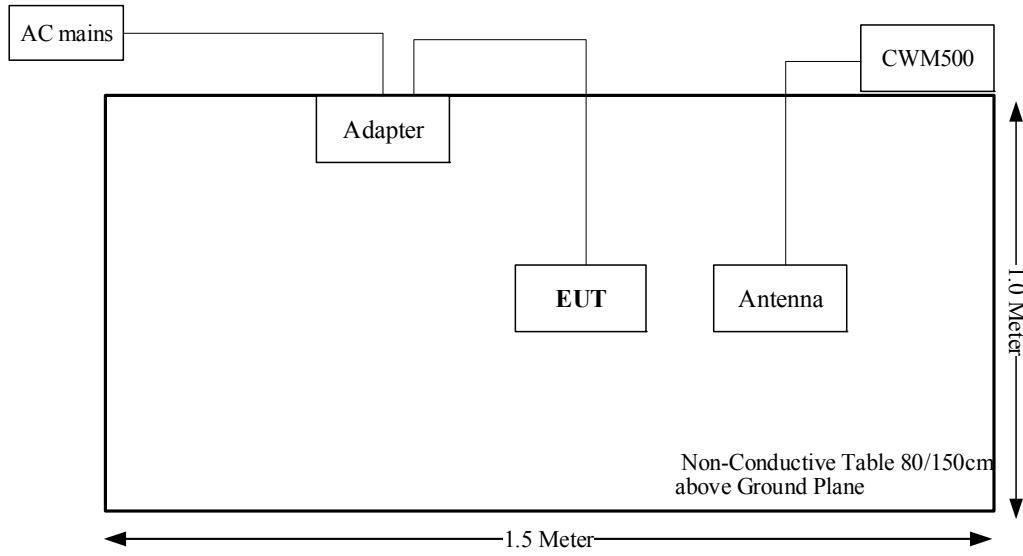 AC mains
CWM500
Adapter
EUT
Antenna
1.0 Meter
Non-Conductive Table 80/150cm
above Ground Plane
1.5 Meter